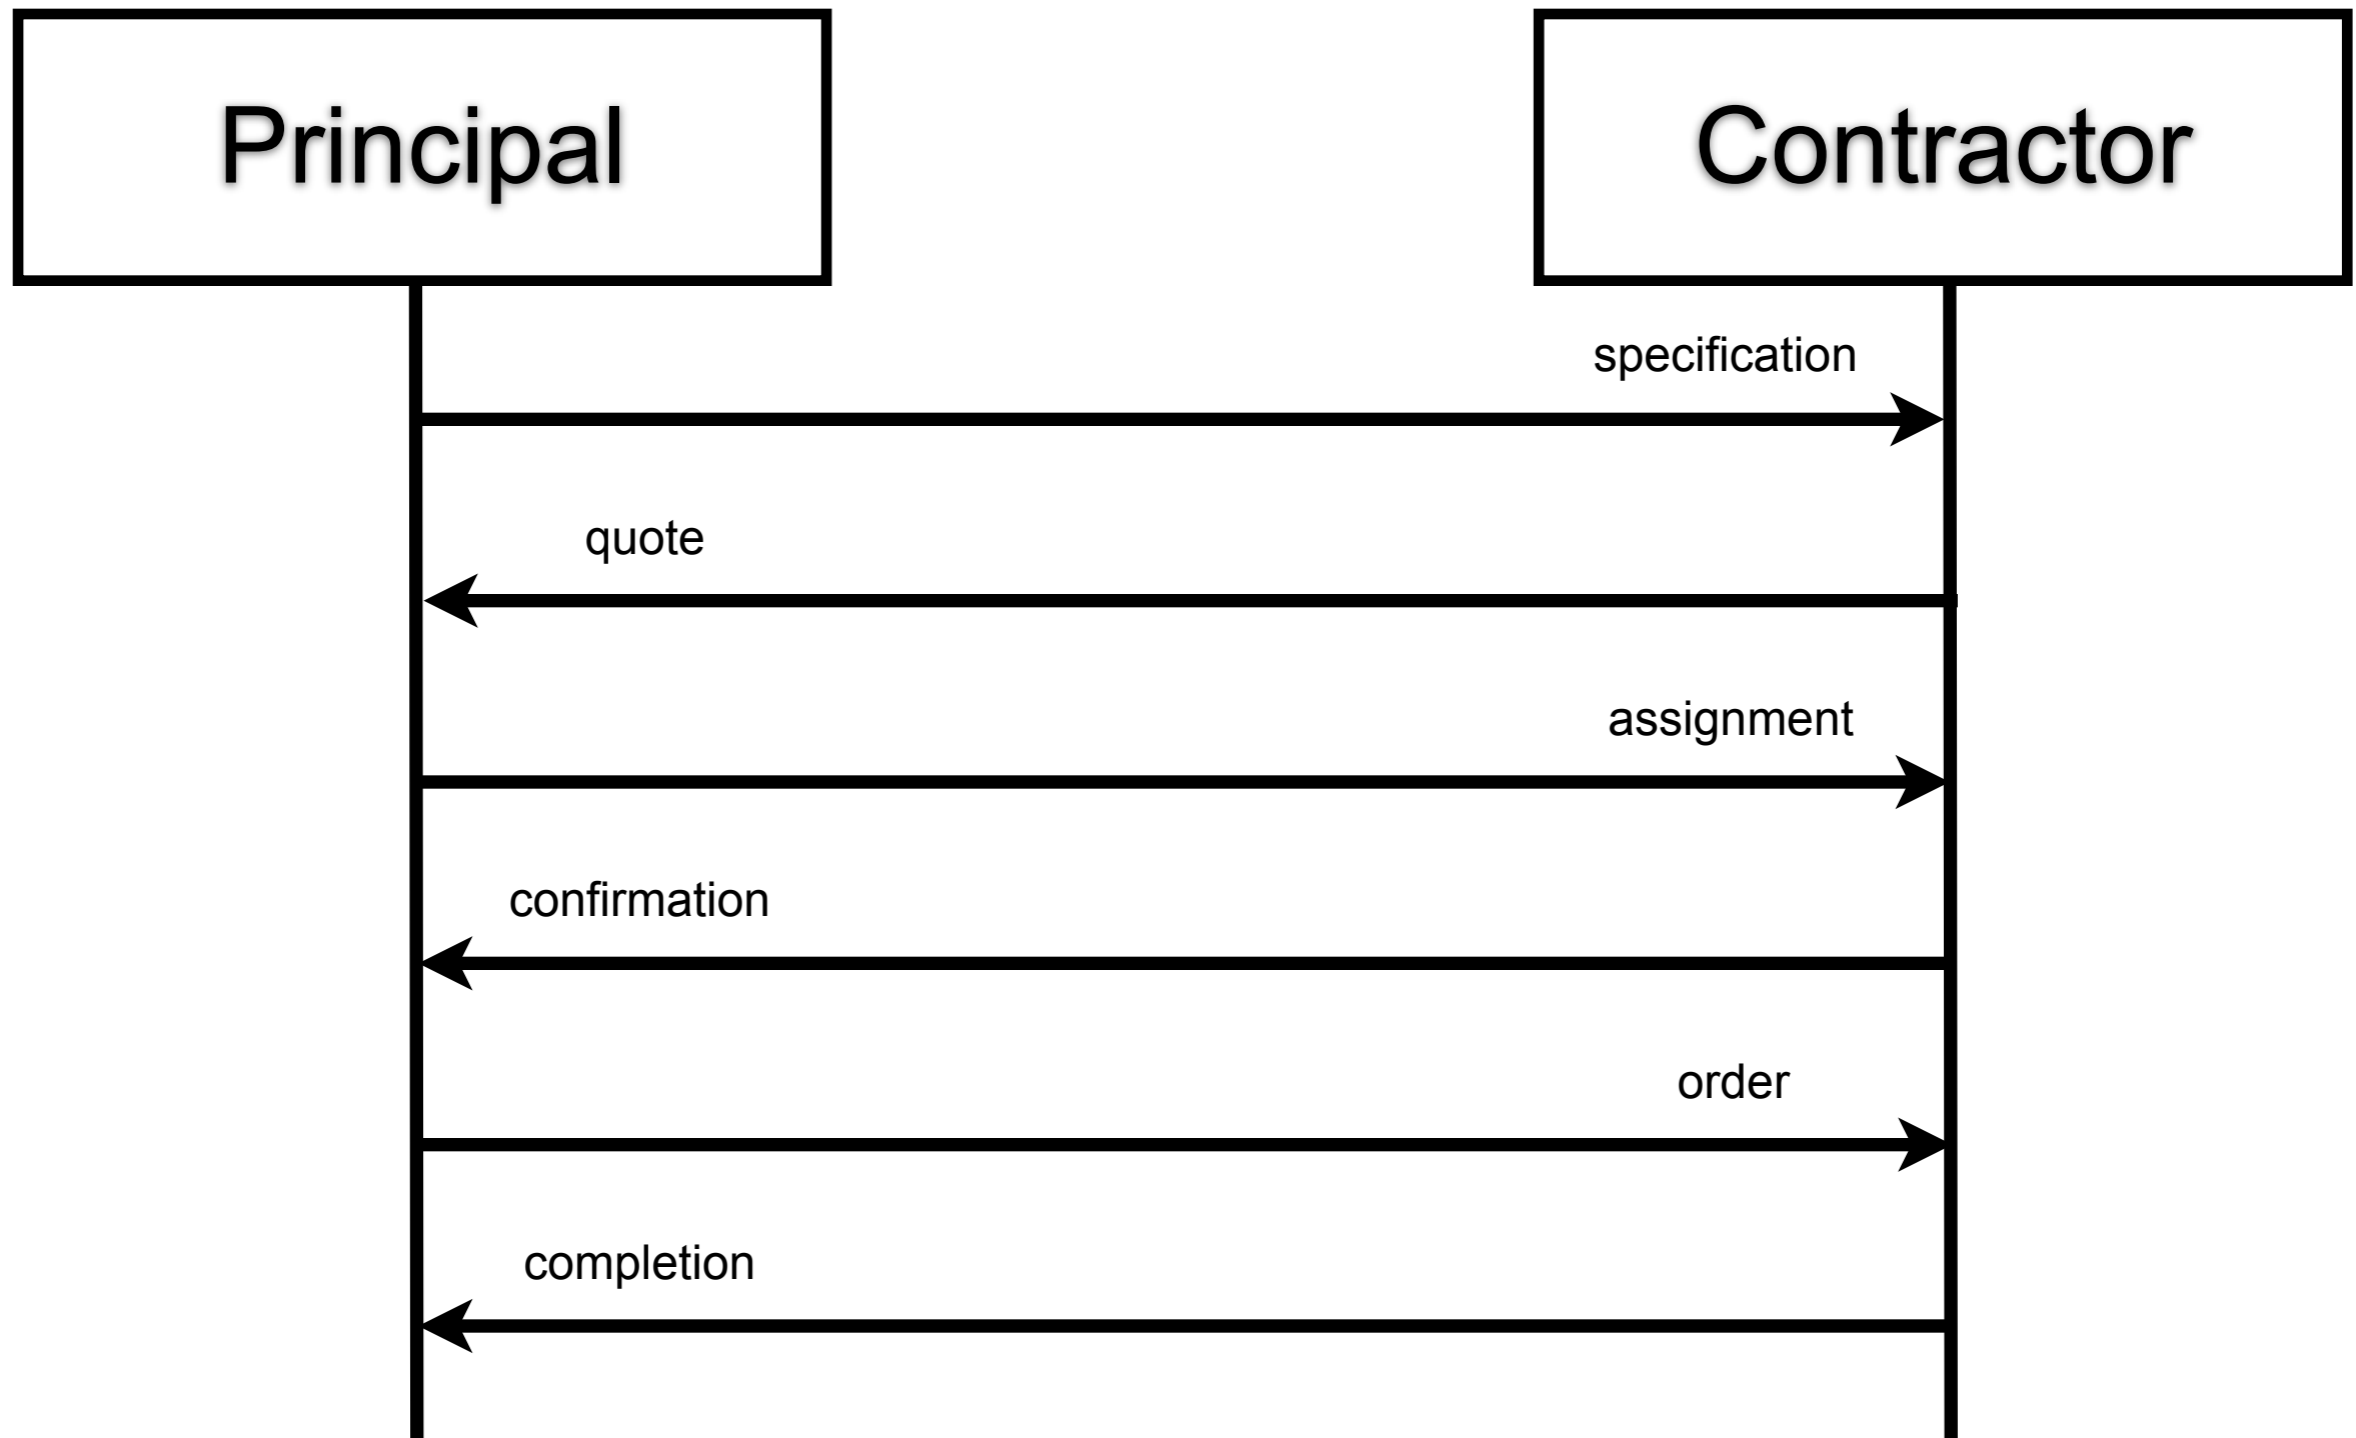 Principal
Contractor
specification
quote
assignment
confirmation
order
completion